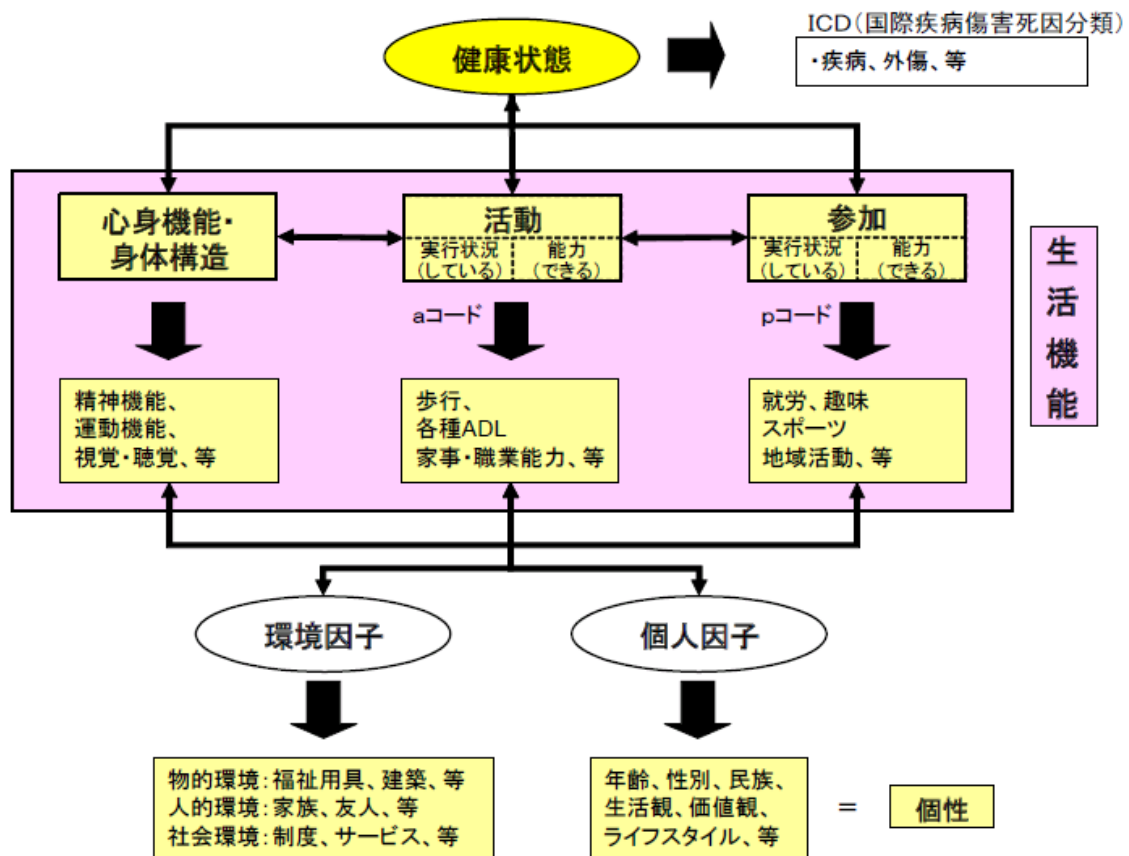 ICD(国際疾病傷害死因分類)
健康状態
・疾病、外傷、等
心身機能・
身体構造
活動
実行状況
(している)
能力
(できる)
参加
実行状況
(している)
能力
(できる)
生活機能
aコード
pコード
精神機能、
運動機能、
視覚・聴覚、等
歩行、
各種ADL
家事・職業能力、等
就労、趣味
スポーツ
地域活動、等
環境因子
個人因子
物的環境:福祉用具、建築、等
人的環境:家族、友人、等
社会環境:制度、サービス、等
年齢、性別、民族、
生活観、価値観、
ライフスタイル、等
=
個性